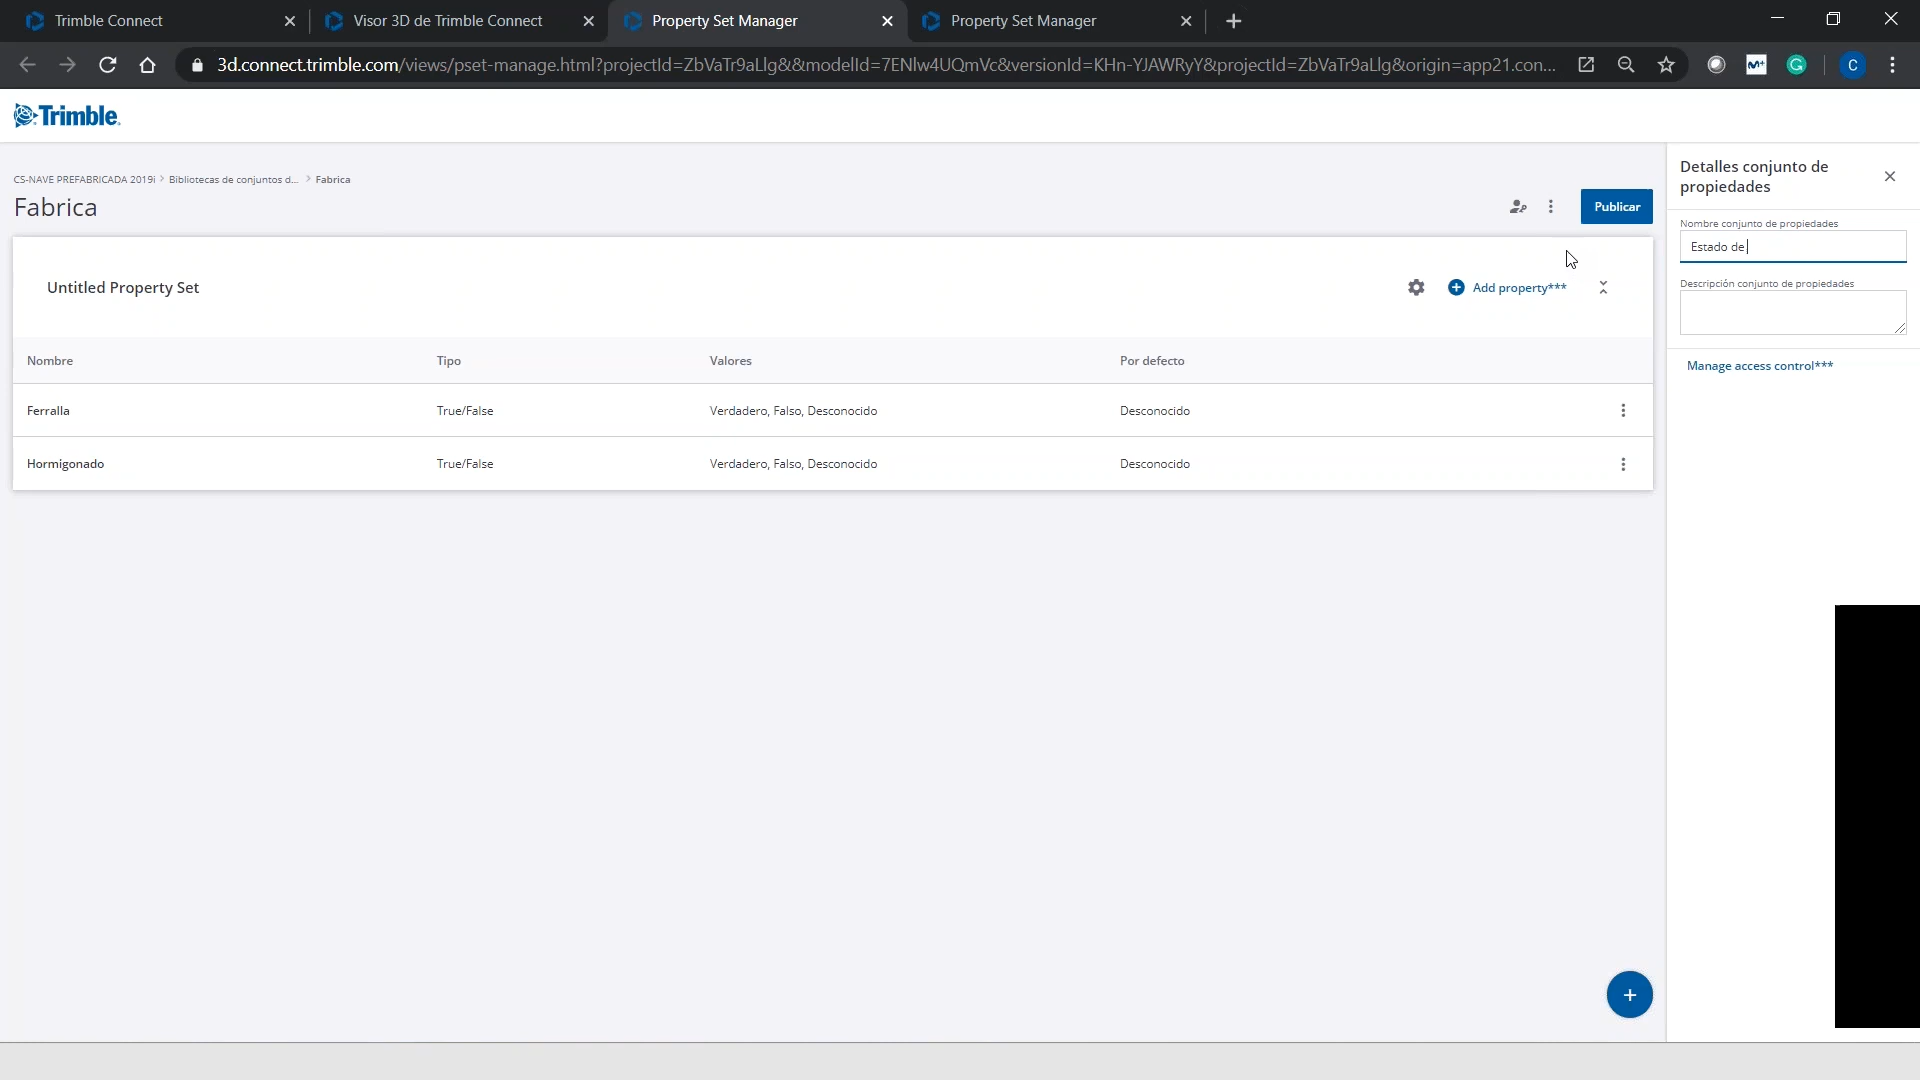 Trimble Connect
Visor 3D de Trimble Connect
Property Set Manager
Property Set Manager
3d.connect.trimble.com/views/pset-manage.html?projectId=ZbVaTr9aLlg&&modelId=7ENlw4UQmVc&versionId=KHn-YJAWRyY&projectId=ZbVaTr9aLlg&origin=app21.con...
M+
G
C
Trimble
CS-NAVE PREFABRICADA 2019i > Bibliotecas de conjuntos d... > Fabrica
Fabrica
Publicar
Untitled Property Set
Add property***
Nombre Tipo Valores Por defecto
Ferralla True/False Verdadero, Falso, Desconocido Desconocido
Hormigonado True/False Verdadero, Falso, Desconocido Desconocido
Detalles conjunto de
propiedades
Nombre conjunto de propiedades
Estado de
Descripción conjunto de propiedades
Manage access control***